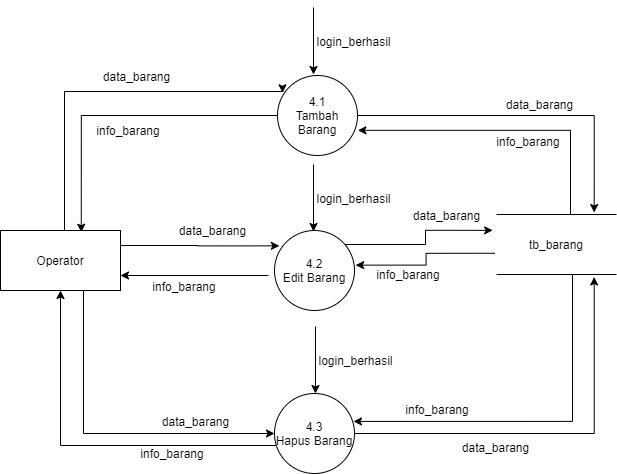 login_berhasil
data_barang
4.1
Tambah
Barang
data_barang
info_barang
info_barang
login_berhasil
data_barang
data_barang
Operator
4.2
Edit Barang
tb_barang
info_barang
info_barang
login_berhasil
info_barang
data_barang
4.3
Hapus Barang
info_barang
data_barang